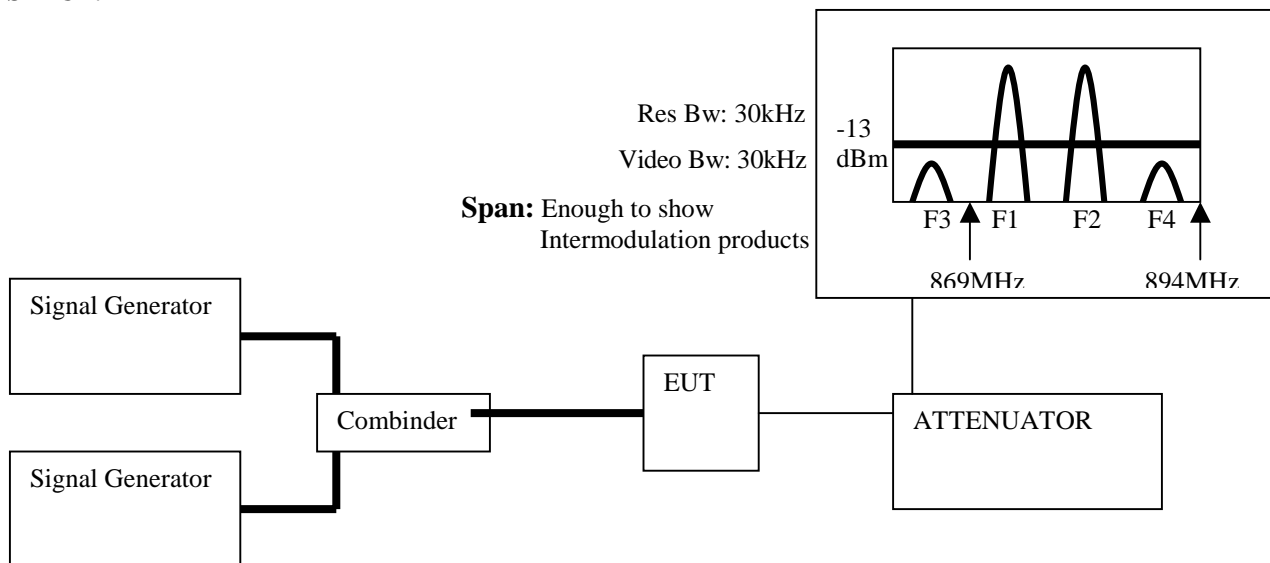 Res Bw: 30kHz
Video Bw: 30kHz
Span: Enough to show
Intermodulation products
-13
dBm
F3 F1 F2 F4
869MHz 894MHz
Signal Generator
Combinder
EUT
ATTENUATOR
Signal Generator